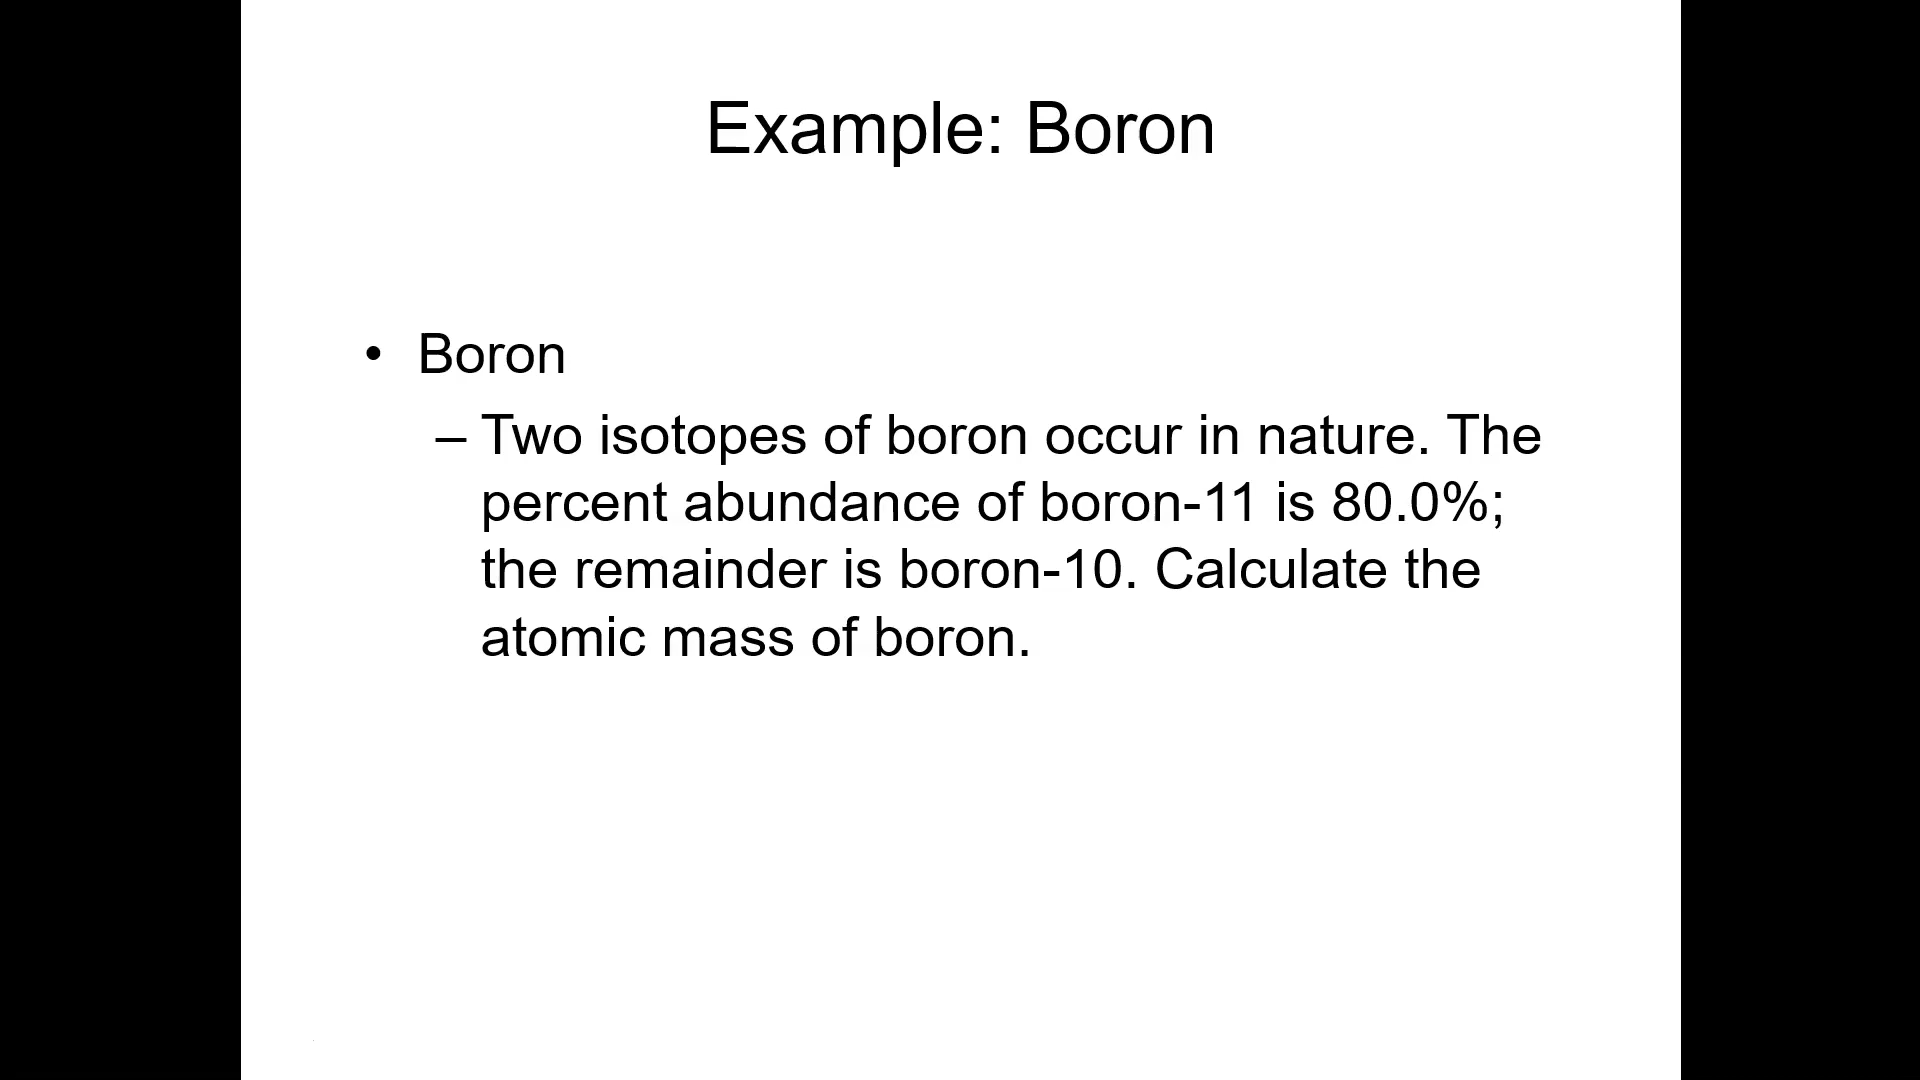 Example: Boron
• Boron
– Two isotopes of boron occur in nature. The
percent abundance of boron-11 is 80.0%;
the remainder is boron-10. Calculate the
atomic mass of boron.